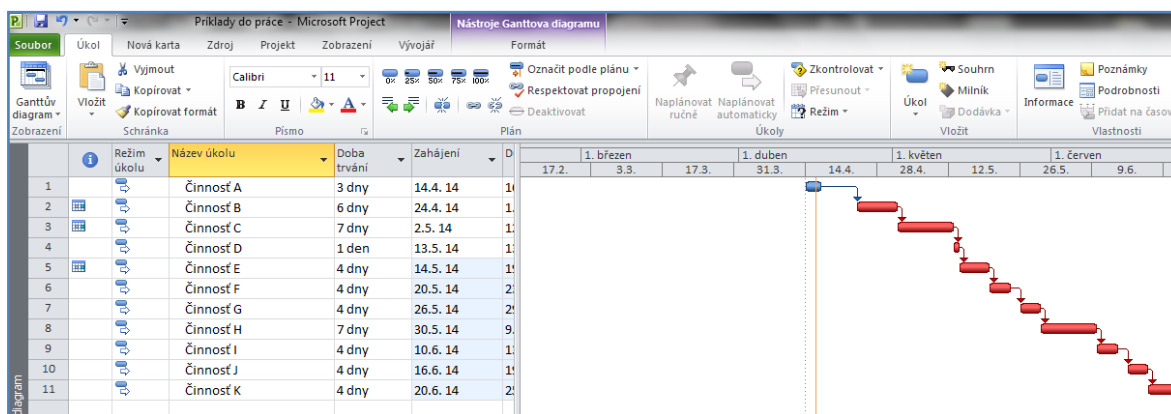 Príklady do práce - Microsoft Project
Nástroje Ganttova diagramu
Soubor Úkol Nová karta Zdroj Projekt Zobrazení Vývojář Formát
Ganttův diagram
Zobrazení
Vložit
Vyjmout
Kopírovat
Kopírovat formát
Schránka
Calibri 11
B I U A
Písmo
0% 25% 50% 75% 100%
Označit podle plánu
Respektovat propojení
Deaktivovat
Plán
Naplánovat ručně
Naplánovat automaticky
Zkontrolovat
Přesunout
Režim
Úkoly
Úkol
Souhrn
Milník
Dodávka
Vložit
Informace
Poznámky
Podrobnosti
Přidat na časov
Vlastnosti
Režim úkolu Název úkolu Doba trvání Zahájení D
1. březen 1. duben 1. květen 1. červen
17.2. 3.3. 17.3. 31.3. 14.4. 28.4. 12.5. 26.5. 9.6.
1 Činnosť A 3 dny 14.4. 14
2 Činnosť B 6 dny 24.4. 14
3 Činnosť C 7 dny 2.5. 14
4 Činnosť D 1 den 13.5. 14
5 Činnosť E 4 dny 14.5. 14
6 Činnosť F 4 dny 20.5. 14
7 Činnosť G 4 dny 26.5. 14
8 Činnosť H 7 dny 30.5. 14
9 Činnosť I 4 dny 10.6. 14
10 Činnosť J 4 dny 16.6. 14
11 Činnosť K 4 dny 20.6. 14
diagram